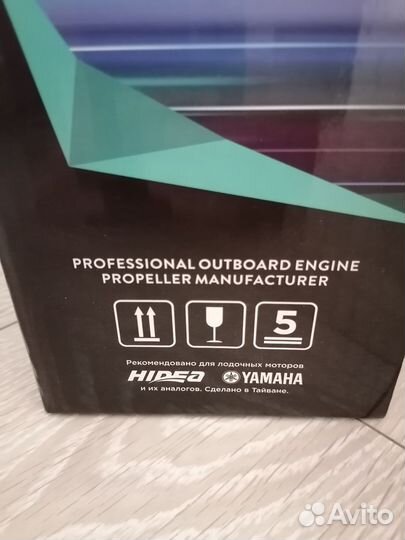 PROFESSIONAL OUTBOARD ENGINE
PROPELLER MANUFACTURER
5
Рекомендовано для лодочных моторов
HIDEA YAMAHA
и их аналогов. Сделано в Тайване.
Avito